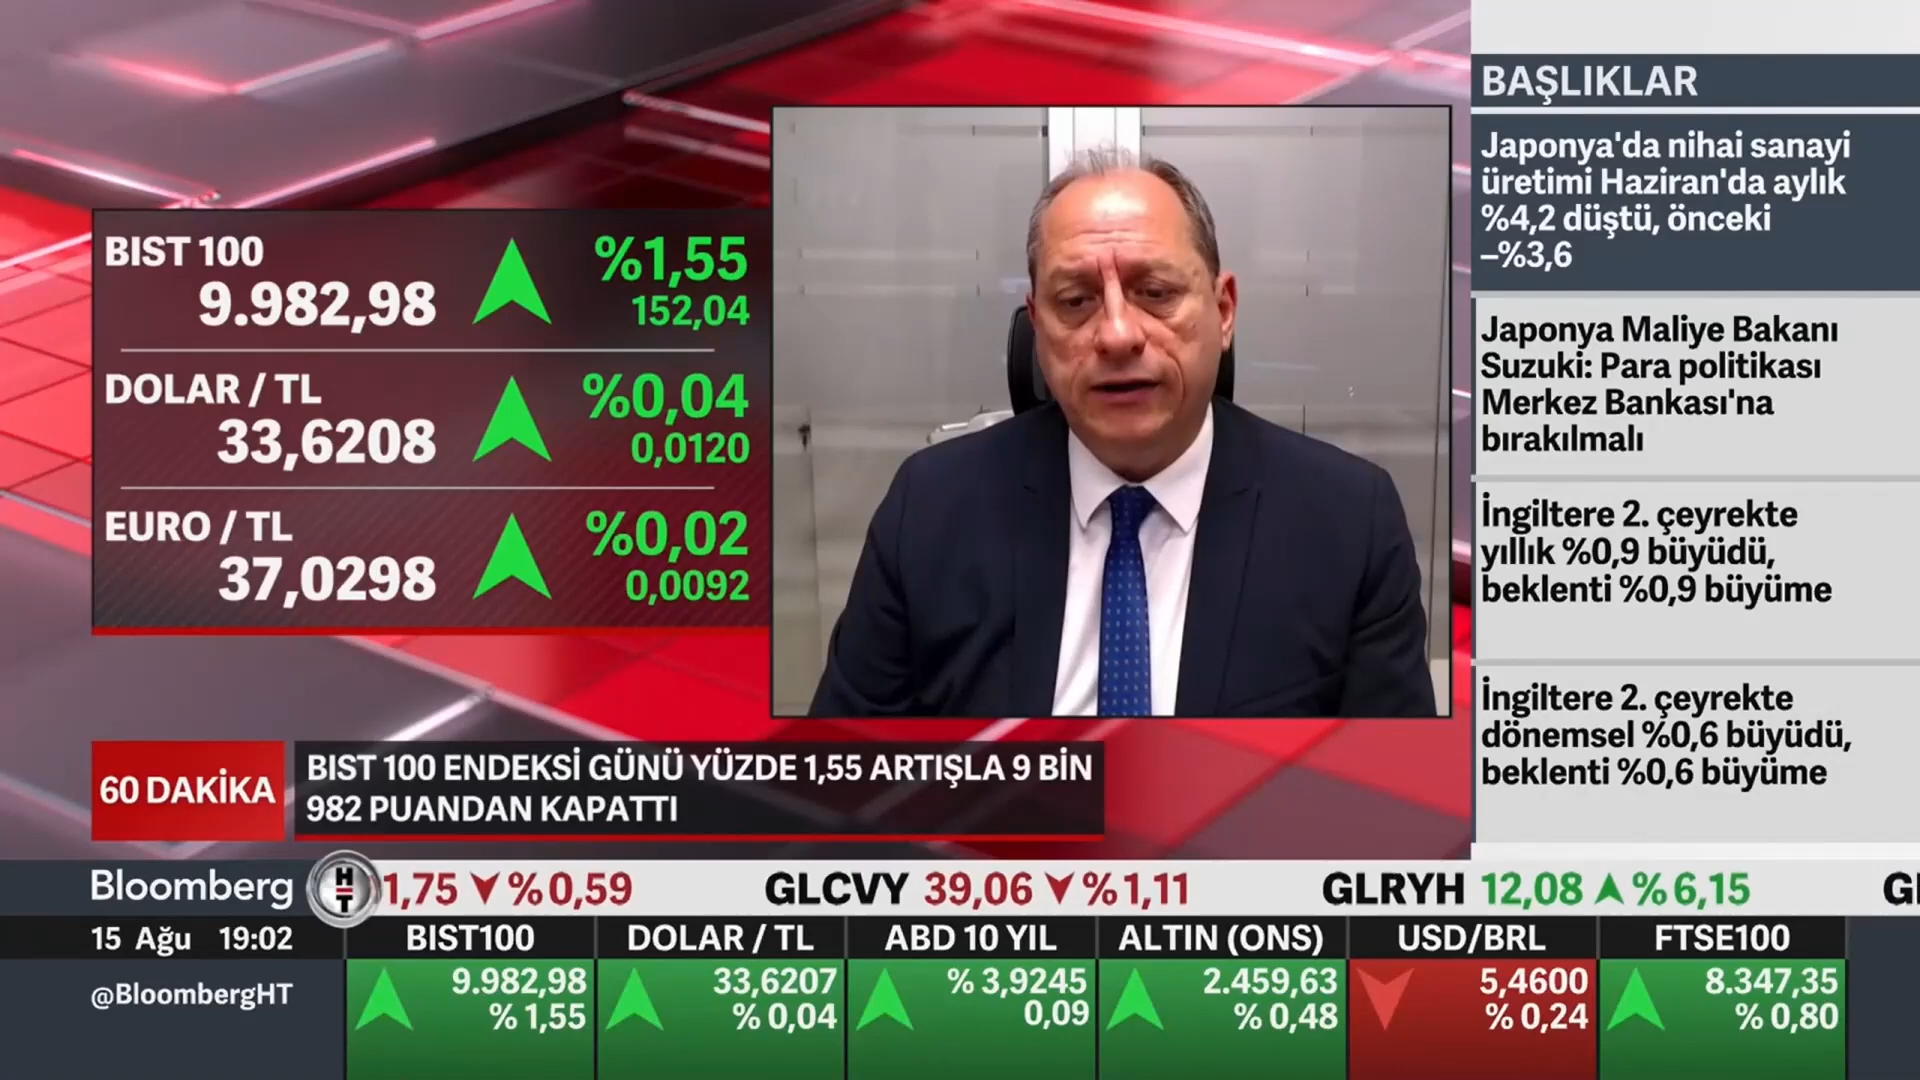 BIST 100
9.982,98
%1,55
152,04
DOLAR / TL
33,6208
%0,04
0,0120
EURO / TL
37,0298
%0,02
0,0092
BAŞLIKLAR
Japonya'da nihai sanayi
üretimi Haziran'da aylık
%4,2 düştü, önceki
–%3,6
Japonya Maliye Bakanı
Suzuki: Para politikası
Merkez Bankası'na
bırakılmalı
İngiltere 2. çeyrekte
yıllık %0,9 büyüdü,
beklenti %0,9 büyüme
İngiltere 2. çeyrekte
dönemsel %0,6 büyüdü,
beklenti %0,6 büyüme
60 DAKİKA
BIST 100 ENDEKSİ GÜNÜ YÜZDE 1,55 ARTIŞLA 9 BİN
982 PUANDAN KAPATTI
Bloomberg HT 1,75 %0,59 GLCVY 39,06 %1,11 GLRYH 12,08 %6,15
15 Ağu 19:02
@BloombergHT
BIST100
9.982,98
% 1,55
DOLAR / TL
33,6207
% 0,04
ABD 10 YIL
% 3,9245
0,09
ALTIN (ONS)
2.459,63
% 0,48
USD/BRL
5,4600
% 0,24
FTSE100
8.347,35
% 0,80